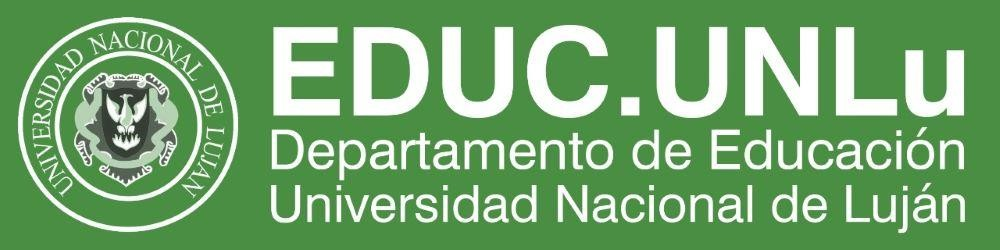 UNIVERSIDAD NACIONAL DE LUJAN
EDUC.UNLu
Departamento de Educación
Universidad Nacional de Luján